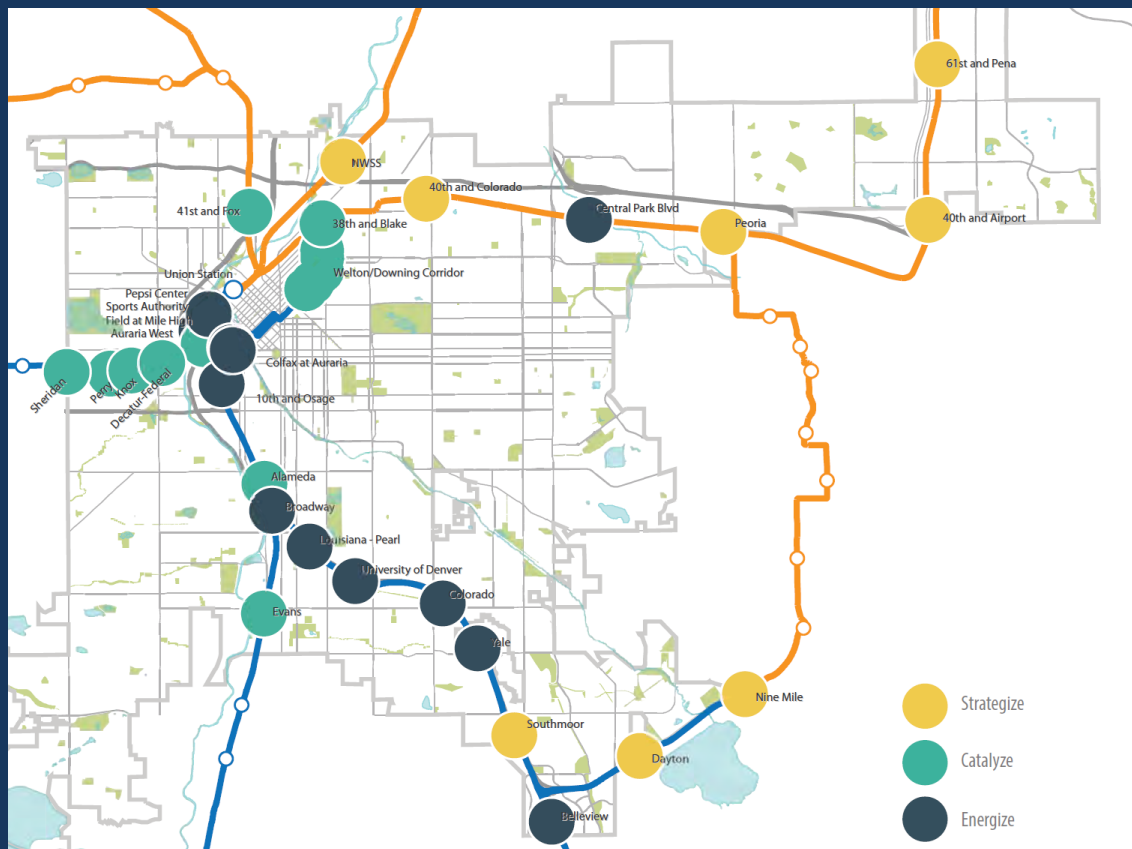 61st and Pena
NWSS
40th and Colorado
Central Park Blvd
41st and Fox
38th and Blake
Peoria
40th and Airport
Union Station
Welton/Downing Corridor
Pepsi Center
Sports Authority
Field at Mile High
Auraria West
Colfax at Auraria
Sheridan
Perry
Knox
Decatur-Federal
10th and Osage
Alameda
Broadway
Louisiana - Pearl
University of Denver
Colorado
Evans
Yale
Nine Mile
Southmoor
Dayton
Belleview
Strategize
Catalyze
Energize